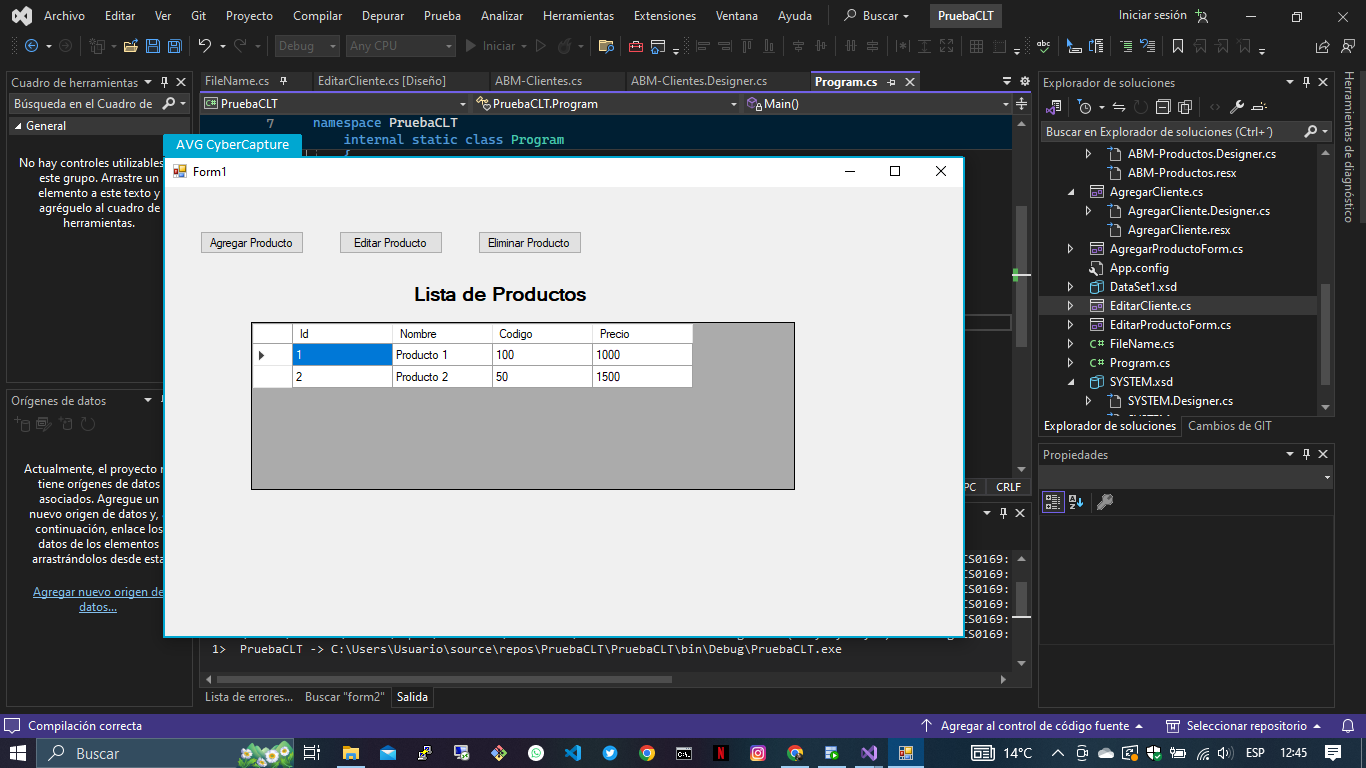 Archivo Editar Ver Git Proyecto Compilar Depurar Prueba Analizar Herramientas Extensiones Ventana Ayuda Buscar PruebaCLT Iniciar sesión
Debug Any CPU Iniciar
Cuadro de herramientas
Búsqueda en el Cuadro de
General
No hay controles utilizables
este grupo. Arrastre un
elemento a este texto y
agréguelo al cuadro de
herramientas.
Orígenes de datos
Actualmente, el proyecto
tiene orígenes de datos
asociados. Agregue un
nuevo origen de datos y,
continuación, enlace los
datos de los elementos
arrastrándolos desde esta
Agregar nuevo origen de
datos...
FileName.cs EditarCliente.cs [Diseño] ABM-Clientes.cs ABM-Clientes.Designer.cs Program.cs
C# PruebaCLT PruebaCLT.Program Main()
7 namespace PruebaCLT
internal static class Program
{
AVG CyberCapture
Form1
Agregar Producto Editar Producto Eliminar Producto
Lista de Productos
Id Nombre Codigo Precio
1 Producto 1 100 1000
2 Producto 2 50 1500
PC CRLF
CS0169:
CS0169:
CS0169:
CS0169:
CS0169:
CS0169:
1> PruebaCLT -> C:\Users\Usuario\source\repos\PruebaCLT\PruebaCLT\bin\Debug\PruebaCLT.exe
Lista de errores... Buscar "form2" Salida
Explorador de soluciones
Buscar en Explorador de soluciones (Ctrl+´)
ABM-Productos.Designer.cs
ABM-Productos.resx
AgregarCliente.cs
AgregarCliente.Designer.cs
AgregarCliente.resx
AgregarProductoForm.cs
App.config
DataSet1.xsd
EditarCliente.cs
EditarProductoForm.cs
C# FileName.cs
C# Program.cs
SYSTEM.xsd
SYSTEM.Designer.cs
Explorador de soluciones Cambios de GIT
Propiedades
Herramientas de diagnóstico
Compilación correcta Agregar al control de código fuente Seleccionar repositorio
Buscar 14°C ESP 12:45